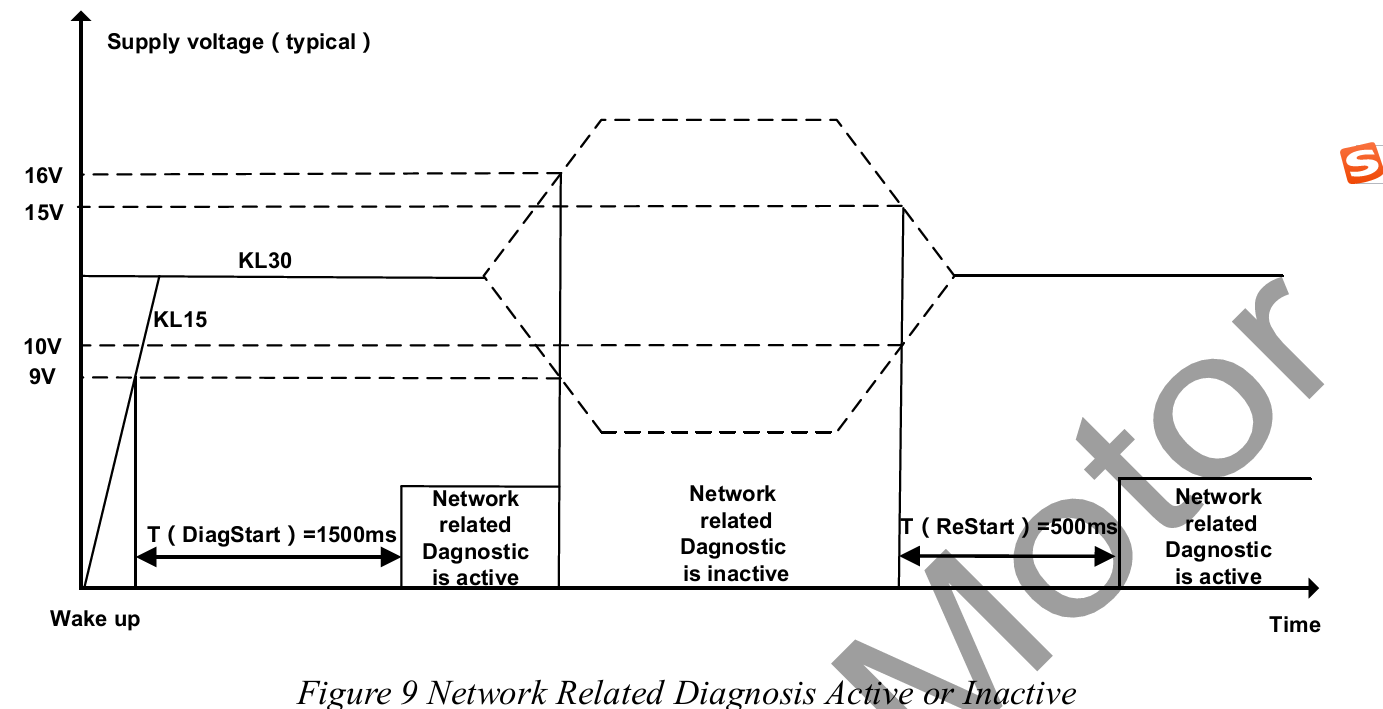 Supply voltage ( typical )
16V
15V
KL30
KL15
10V
9V
T ( DiagStart ) =1500ms
Network
related
Dagnostic
is active
Network
related
Dagnostic
is inactive
T ( ReStart ) =500ms
Network
related
Dagnostic
is active
Wake up
Time
Motor
S
Figure 9 Network Related Diagnosis Active or Inactive